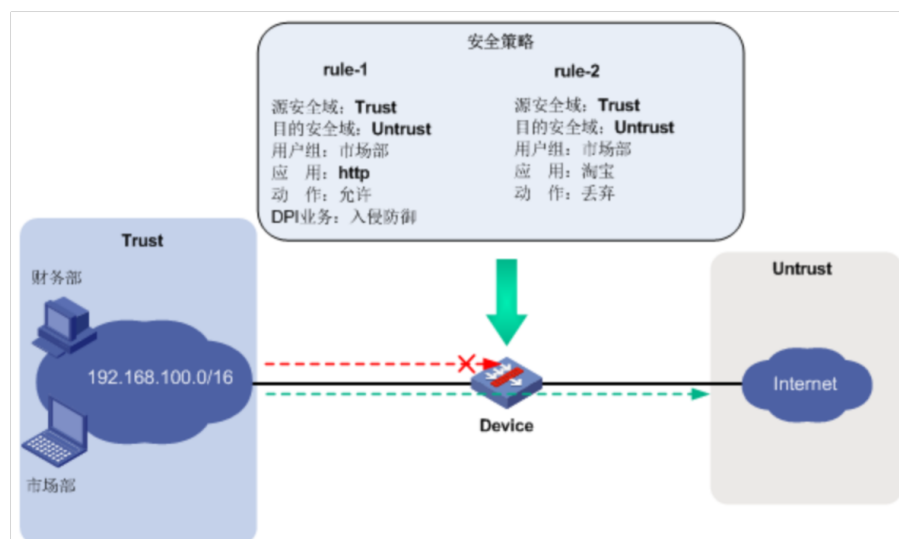 安全策略
rule-1
源安全域：Trust
目的安全域：Untrust
用户组：市场部
应 用：http
动 作：允许
DPI业务：入侵防御
rule-2
源安全域：Trust
目的安全域：Untrust
用户组：市场部
应 用：淘宝
动 作：丢弃
Trust
财务部
192.168.100.0/16
市场部
Device
Untrust
Internet